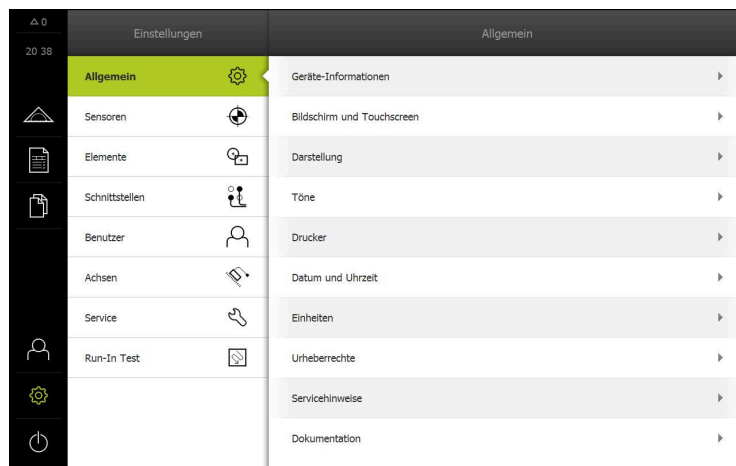 △ 0
20 38
Einstellungen
Allgemein
Sensoren
Elemente
Schnittstellen
Benutzer
Achsen
Service
Run-In Test
Allgemein
Geräte-Informationen
Bildschirm und Touchscreen
Darstellung
Töne
Drucker
Datum und Uhrzeit
Einheiten
Urheberrechte
Servicehinweise
Dokumentation